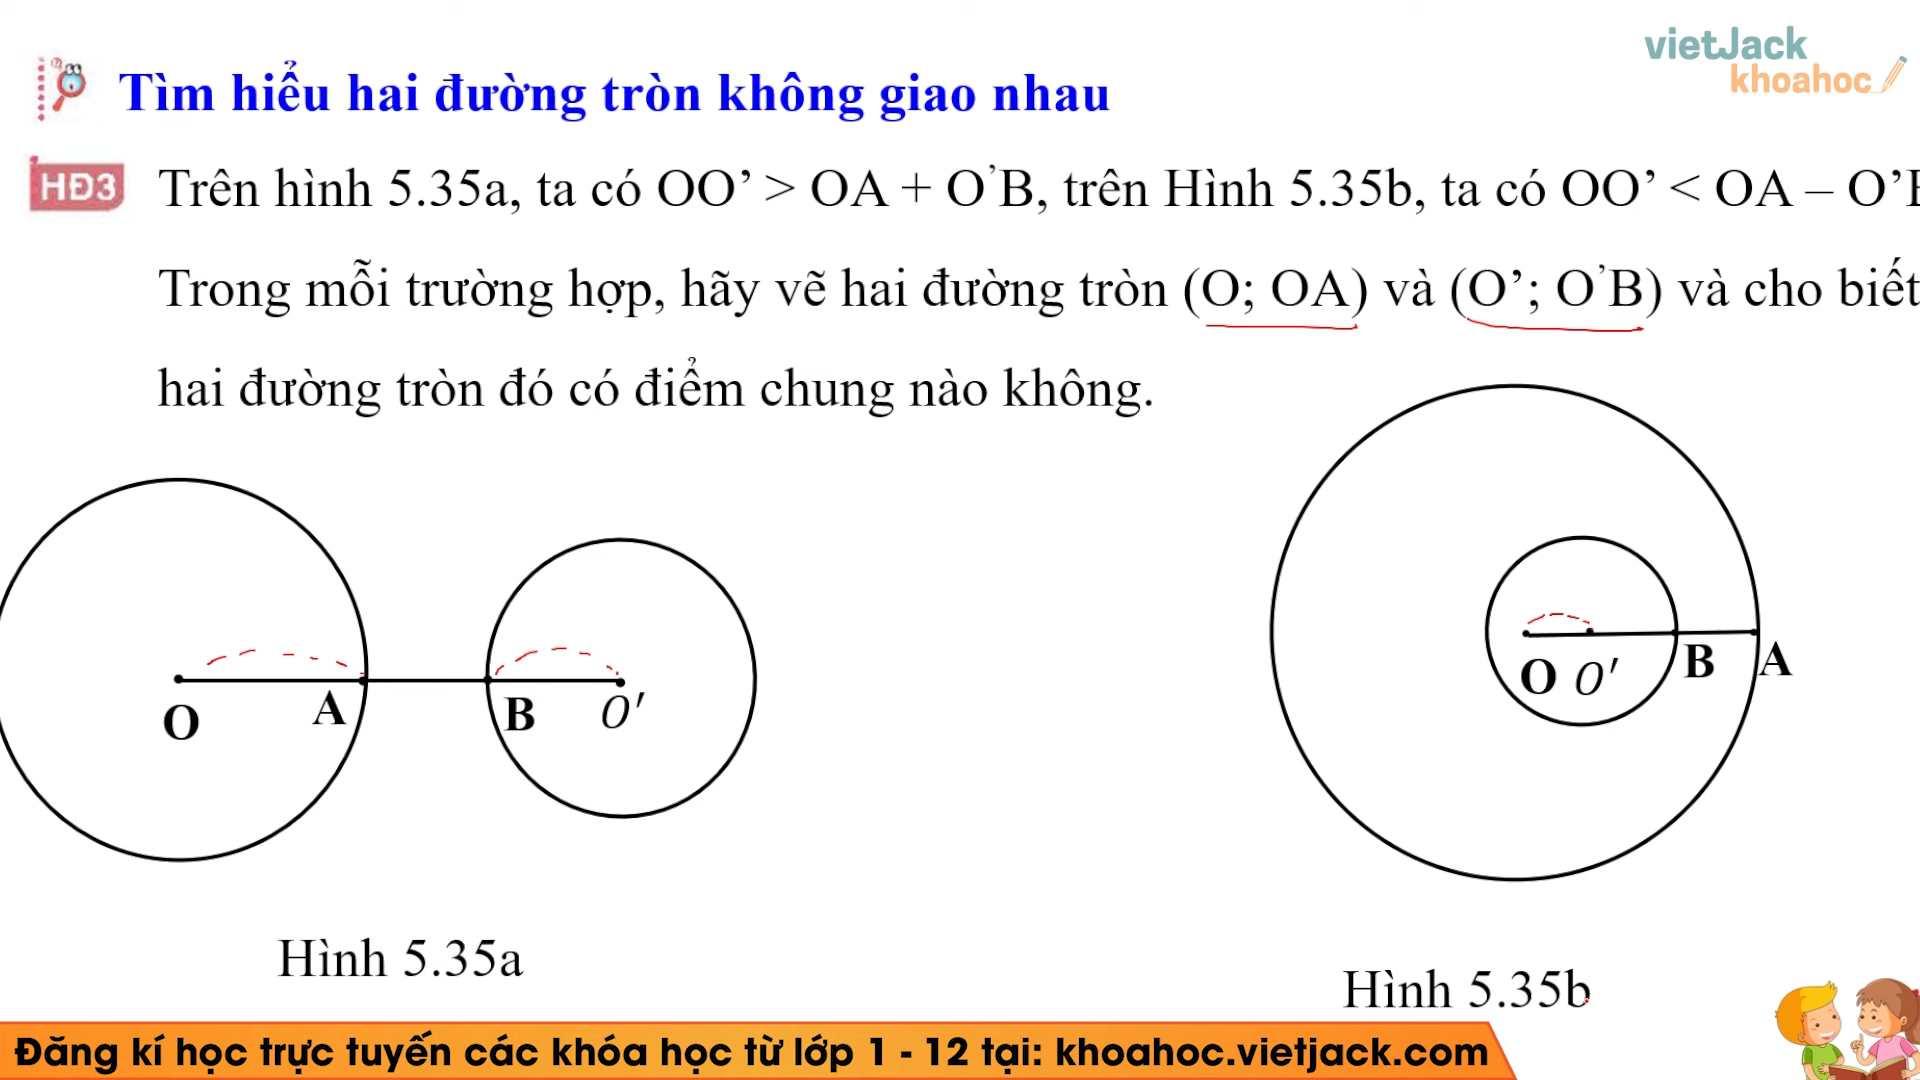 vietJack
khoahoc
Tìm hiểu hai đường tròn không giao nhau
HĐ3 Trên hình 5.35a, ta có OO’ > OA + O’B, trên Hình 5.35b, ta có OO’ < OA – O’
Trong mỗi trường hợp, hãy vẽ hai đường tròn (O; OA) và (O’; O’B) và cho biết
hai đường tròn đó có điểm chung nào không.
O A B O′
O O′ B A
Hình 5.35a
Hình 5.35b
Đăng kí học trực tuyến các khóa học từ lớp 1 - 12 tại: khoahoc.vietjack.com